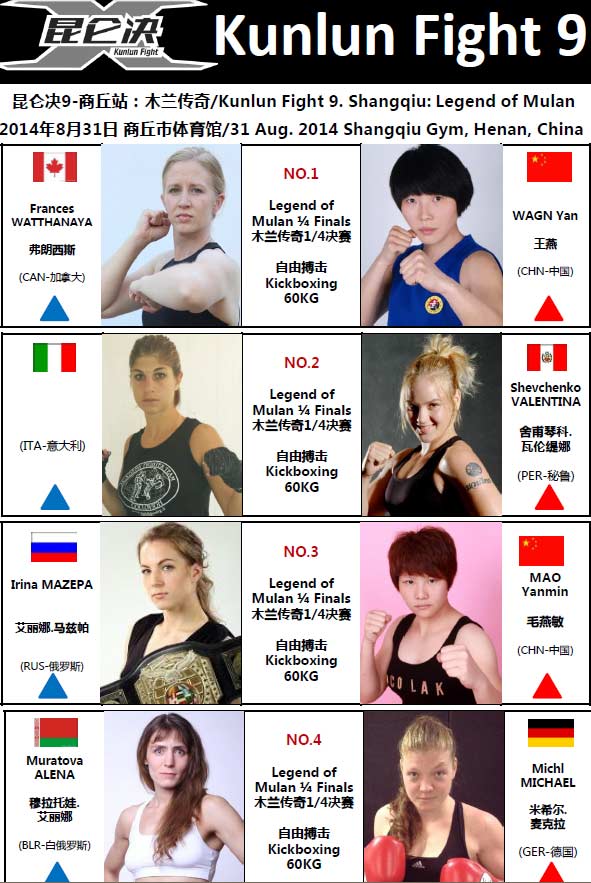 昆仑决
Kunlun Fight
Kunlun Fight 9
昆仑决9-商丘站：木兰传奇/Kunlun Fight 9. Shangqiu: Legend of Mulan
2014年8月31日 商丘市体育馆/31 Aug. 2014 Shangqiu Gym, Henan, China
Frances
WATTHANAYA
弗朗西斯
(CAN-加拿大)
NO.1
Legend of
Mulan ¼ Finals
木兰传奇1/4决赛
自由搏击
Kickboxing
60KG
WAGN Yan
王燕
(CHN-中国)
(ITA-意大利)
NO.2
Legend of
Mulan ¼ Finals
木兰传奇1/4决赛
自由搏击
Kickboxing
60KG
Shevchenko
VALENTINA
舍甫琴科.
瓦伦缇娜
(PER-秘鲁)
Irina MAZEPA
艾丽娜.马兹帕
(RUS-俄罗斯)
NO.3
Legend of
Mulan ¼ Finals
木兰传奇1/4决赛
自由搏击
Kickboxing
60KG
MAO
Yanmin
毛燕敏
(CHN-中国)
Muratova
ALENA
穆拉托娃.
艾丽娜
(BLR-白俄罗斯)
NO.4
Legend of
Mulan ¼ Finals
木兰传奇1/4决赛
自由搏击
Kickboxing
60KG
Michl
MICHAEL
米希尔.
麦克拉
(GER-德国)